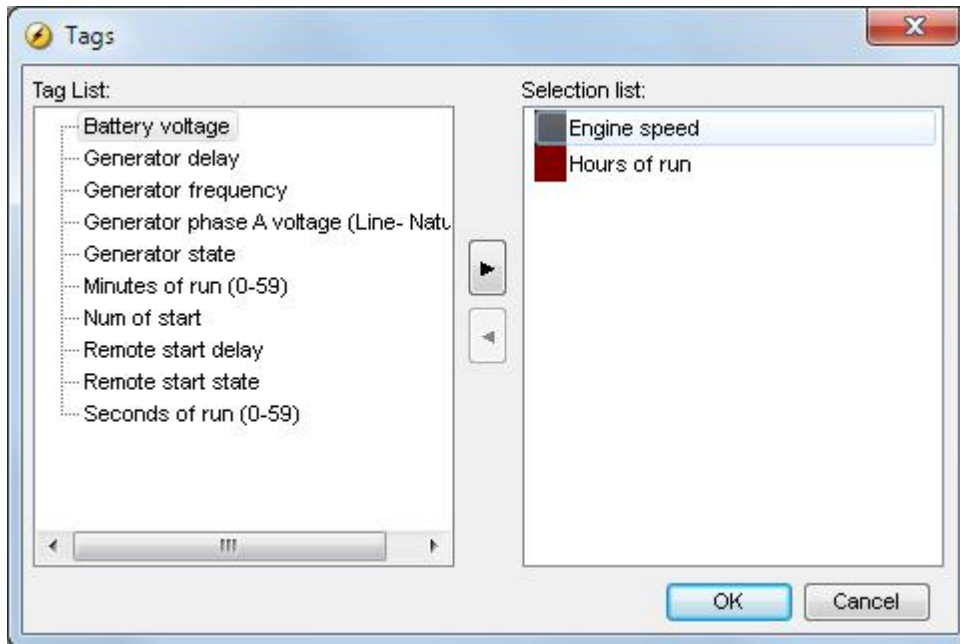 Tags
Tag List:
Battery voltage
Generator delay
Generator frequency
Generator phase A voltage (Line- Natu
Generator state
Minutes of run (0-59)
Num of start
Remote start delay
Remote start state
Seconds of run (0-59)
Selection list:
Engine speed
Hours of run
OK
Cancel